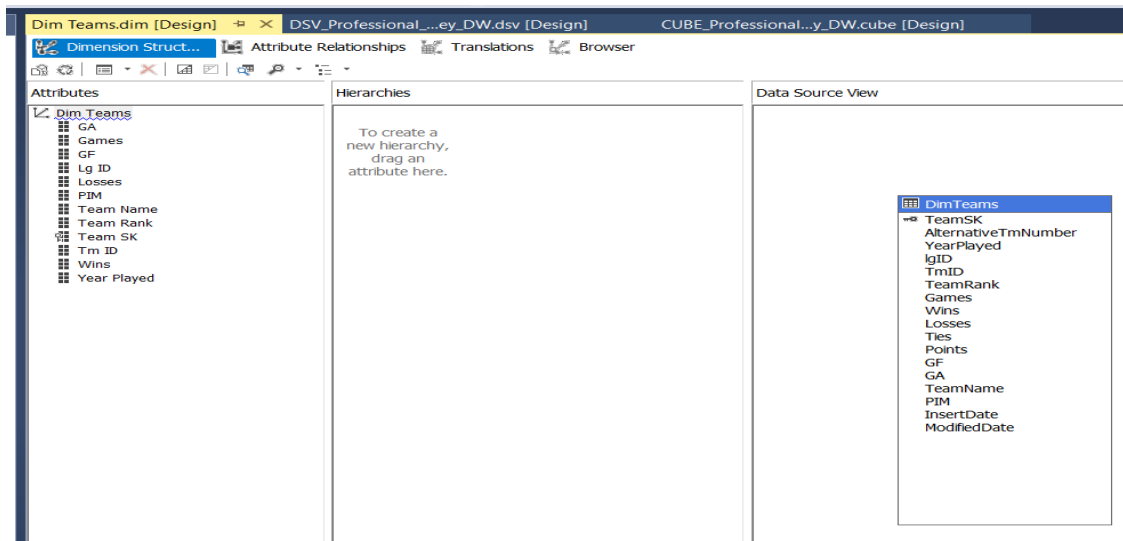 Dim Teams.dim [Design] DSV_Professional_...ey_DW.dsv [Design] CUBE_Professional...y_DW.cube [Design]
Dimension Struct... Attribute Relationships Translations Browser
Attributes
Dim Teams
GA
Games
GF
Lg ID
Losses
PIM
Team Name
Team Rank
Team SK
Tm ID
Wins
Year Played
Hierarchies
To create a
new hierarchy,
drag an
attribute here.
Data Source View
DimTeams
TeamSK
AlternativeTmNumber
YearPlayed
lgID
TmID
TeamRank
Games
Wins
Losses
Ties
Points
GF
GA
TeamName
PIM
InsertDate
ModifiedDate